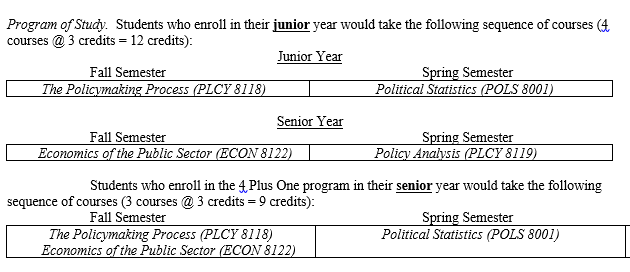 Program of Study. Students who enroll in their junior year would take the following sequence of courses (4
courses @ 3 credits = 12 credits):
Junior Year
Fall Semester Spring Semester
The Policymaking Process (PLCY 8118) Political Statistics (POLS 8001)
Senior Year
Fall Semester Spring Semester
Economics of the Public Sector (ECON 8122) Policy Analysis (PLCY 8119)
Students who enroll in the 4 Plus One program in their senior year would take the following
sequence of courses (3 courses @ 3 credits = 9 credits):
Fall Semester Spring Semester
The Policymaking Process (PLCY 8118) Political Statistics (POLS 8001)
Economics of the Public Sector (ECON 8122)